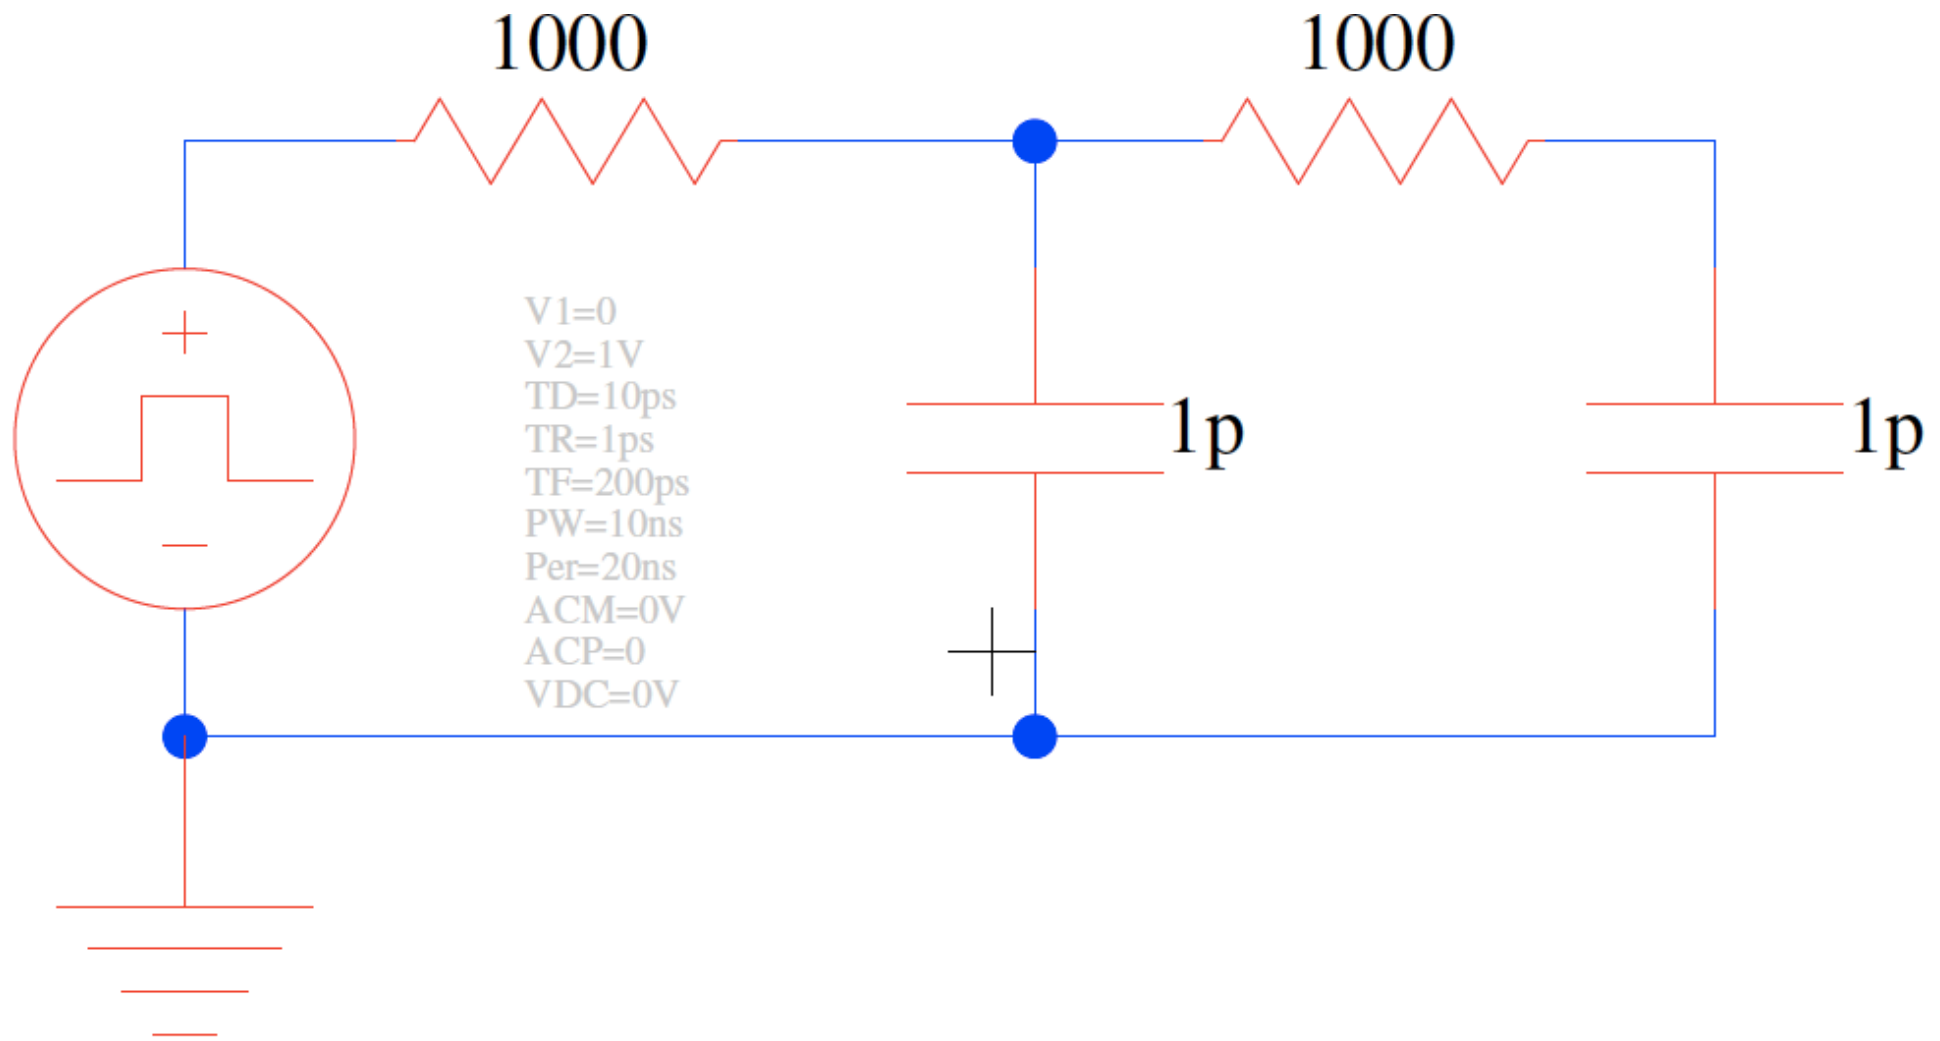 1000
1000
V1=0
V2=1V
TD=10ps
TR=1ps
TF=200ps
PW=10ns
Per=20ns
ACM=0V
ACP=0
VDC=0V
1p
1p